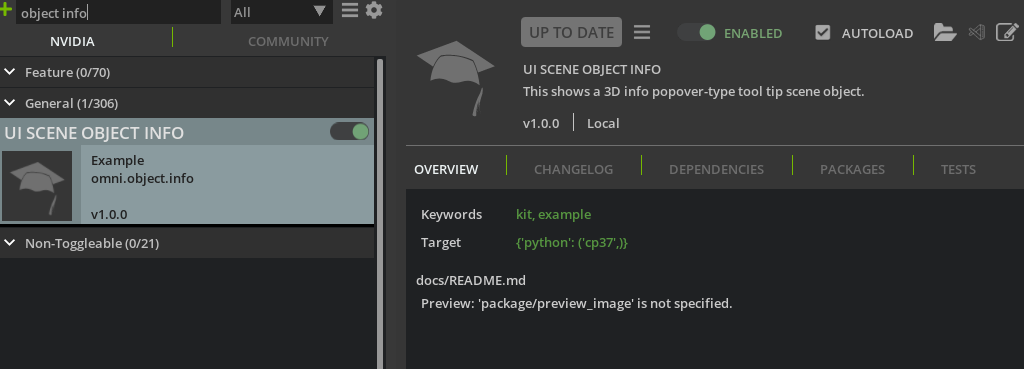 object info
All
NVIDIA
COMMUNITY
Feature (0/70)
General (1/306)
UI SCENE OBJECT INFO
Example
omni.object.info
v1.0.0
Non-Toggleable (0/21)
UP TO DATE
ENABLED
AUTOLOAD
UI SCENE OBJECT INFO
This shows a 3D info popover-type tool tip scene object.
v1.0.0
Local
OVERVIEW
CHANGELOG
DEPENDENCIES
PACKAGES
TESTS
Keywords
kit, example
Target
{'python': ('cp37',)}
docs/README.md
Preview: 'package/preview_image' is not specified.